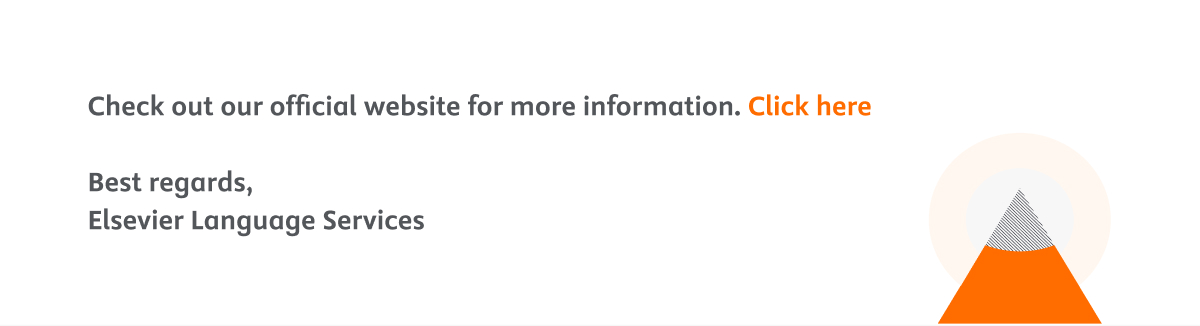 Check out our official website for more information. Click here
Best regards,
Elsevier Language Services